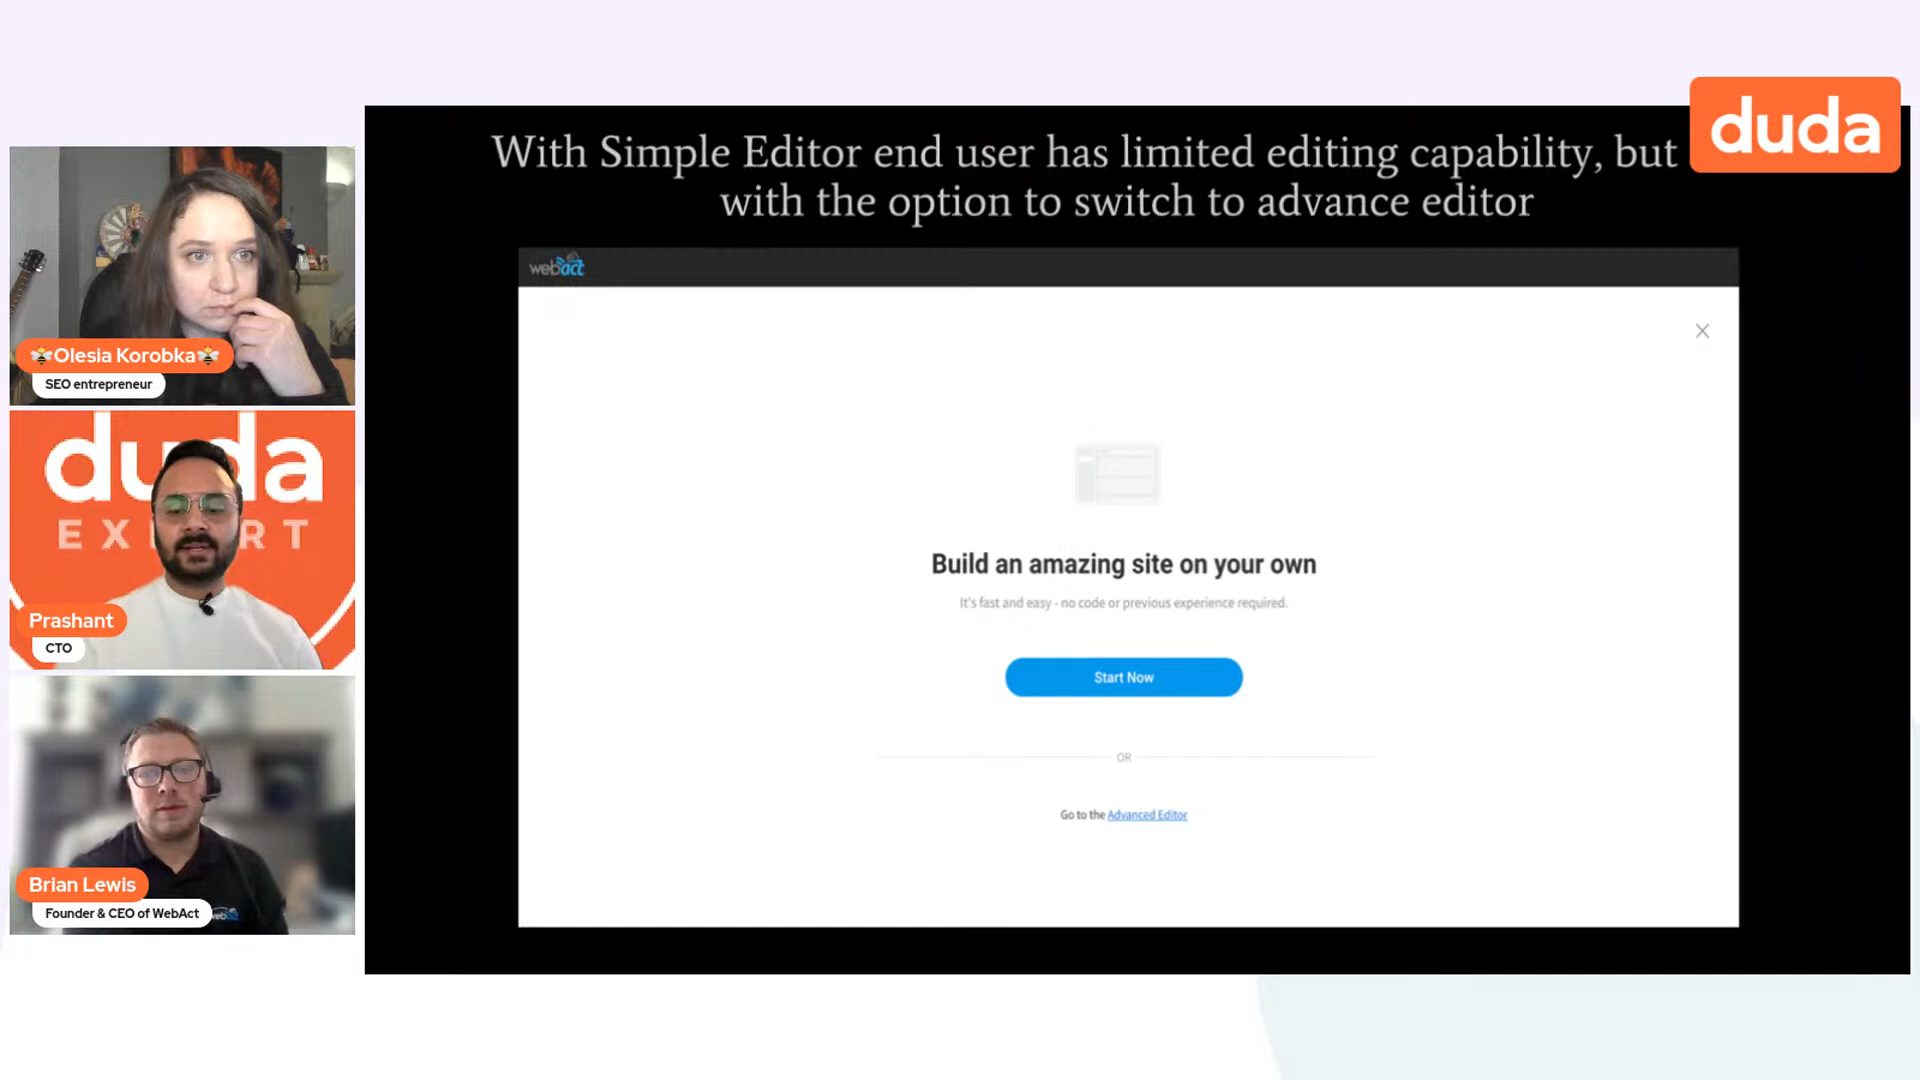 duda
With Simple Editor end user has limited editing capability, but
with the option to switch to advance editor
webact
Build an amazing site on your own
It's fast and easy - no code or previous experience required.
Start Now
OR
Go to the Advanced Editor
Olesia Korobka
SEO entrepreneur
duda
EX RT
Prashant
CTO
Brian Lewis
Founder & CEO of WebAct